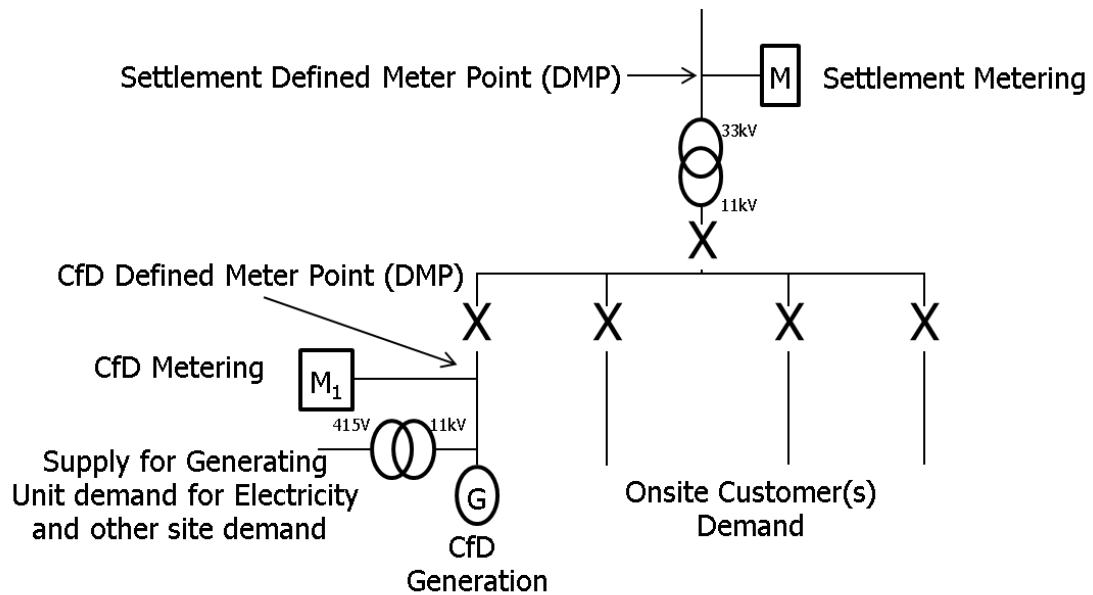 Settlement Defined Meter Point (DMP)
M
Settlement Metering
33kV
11kV
X
CfD Defined Meter Point (DMP)
X
X
X
X
CfD Metering
M₁
415V
11kV
Supply for Generating
Unit demand for Electricity
and other site demand
G
CfD
Generation
Onsite Customer(s)
Demand